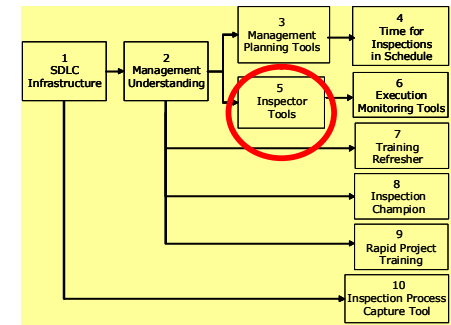 1
SDLC
Infrastructure
2
Management
Understanding
3
Management
Planning Tools
4
Time for
Inspections
in Schedule
5
Inspector
Tools
6
Execution
Monitoring Tools
7
Training
Refresher
8
Inspection
Champion
9
Rapid Project
Training
10
Inspection Process
Capture Tool